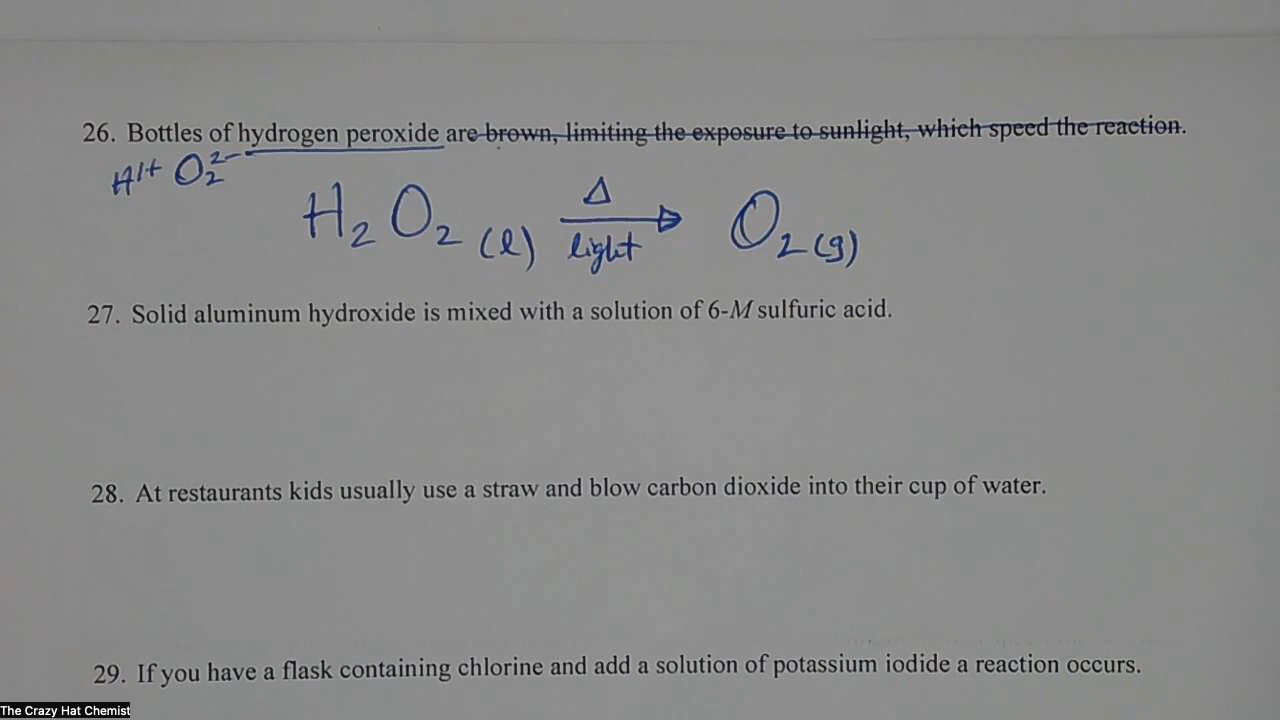 26. Bottles of hydrogen peroxide are brown, limiting the exposure to sunlight, which speed the reaction.
H1+ O2 2-
H2O2 (l) Δ light → O2(g)
27. Solid aluminum hydroxide is mixed with a solution of 6-M sulfuric acid.
28. At restaurants kids usually use a straw and blow carbon dioxide into their cup of water.
29. If you have a flask containing chlorine and add a solution of potassium iodide a reaction occurs.
The Crazy Hat Chemist